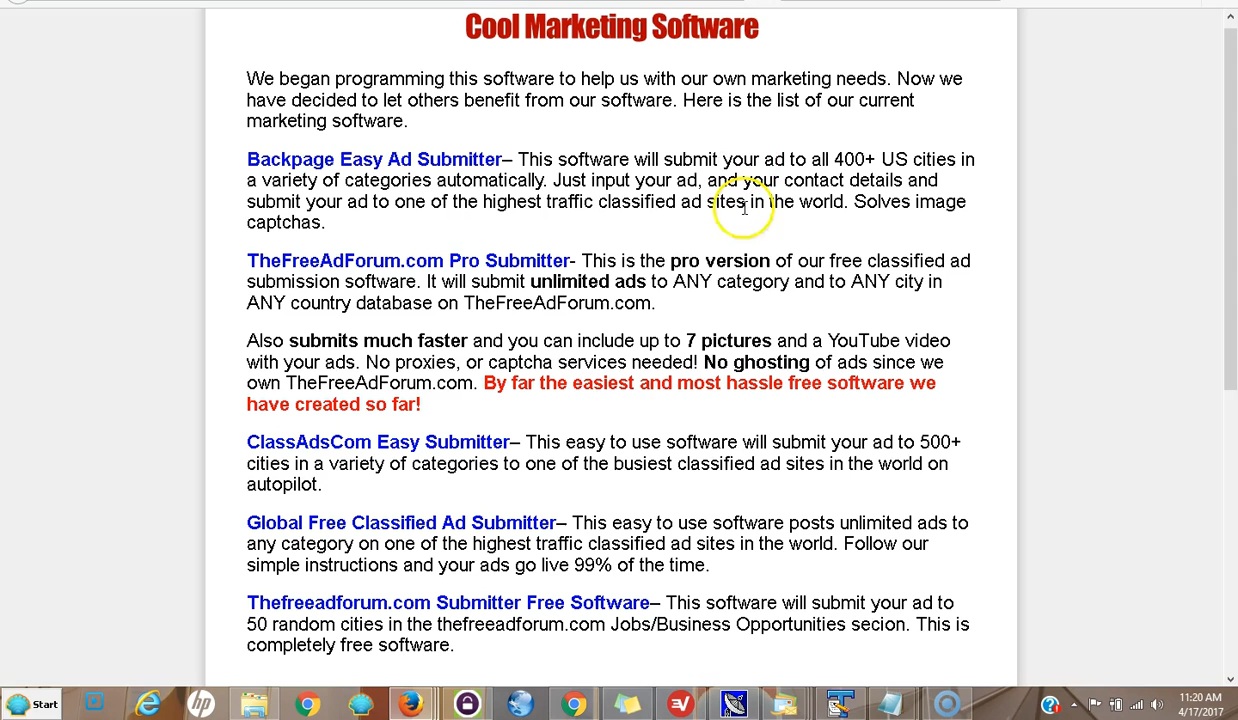 Cool Marketing Software
We began programming this software to help us with our own marketing needs. Now we
have decided to let others benefit from our software. Here is the list of our current
marketing software.
Backpage Easy Ad Submitter– This software will submit your ad to all 400+ US cities in
a variety of categories automatically. Just input your ad, and your contact details and
submit your ad to one of the highest traffic classified ad sites in the world. Solves image
captchas.
TheFreeAdForum.com Pro Submitter- This is the pro version of our free classified ad
submission software. It will submit unlimited ads to ANY category and to ANY city in
ANY country database on TheFreeAdForum.com.
Also submits much faster and you can include up to 7 pictures and a YouTube video
with your ads. No proxies, or captcha services needed! No ghosting of ads since we
own TheFreeAdForum.com. By far the easiest and most hassle free software we
have created so far!
ClassAdsCom Easy Submitter– This easy to use software will submit your ad to 500+
cities in a variety of categories to one of the busiest classified ad sites in the world on
autopilot.
Global Free Classified Ad Submitter– This easy to use software posts unlimited ads to
any category on one of the highest traffic classified ad sites in the world. Follow our
simple instructions and your ads go live 99% of the time.
Thefreeadforum.com Submitter Free Software– This software will submit your ad to
50 random cities in the thefreeadforum.com Jobs/Business Opportunities secion. This is
completely free software.
Start
hp
11:20 AM
4/17/2017